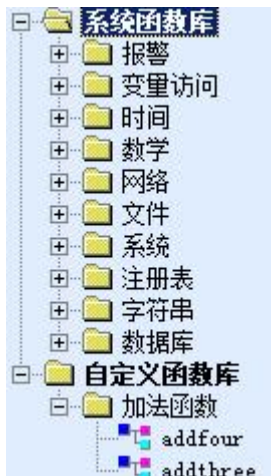 系统函数库
报警
变量访问
时间
数学
网络
文件
系统
注册表
字符串
数据库
自定义函数库
加法函数
addfour
addthree